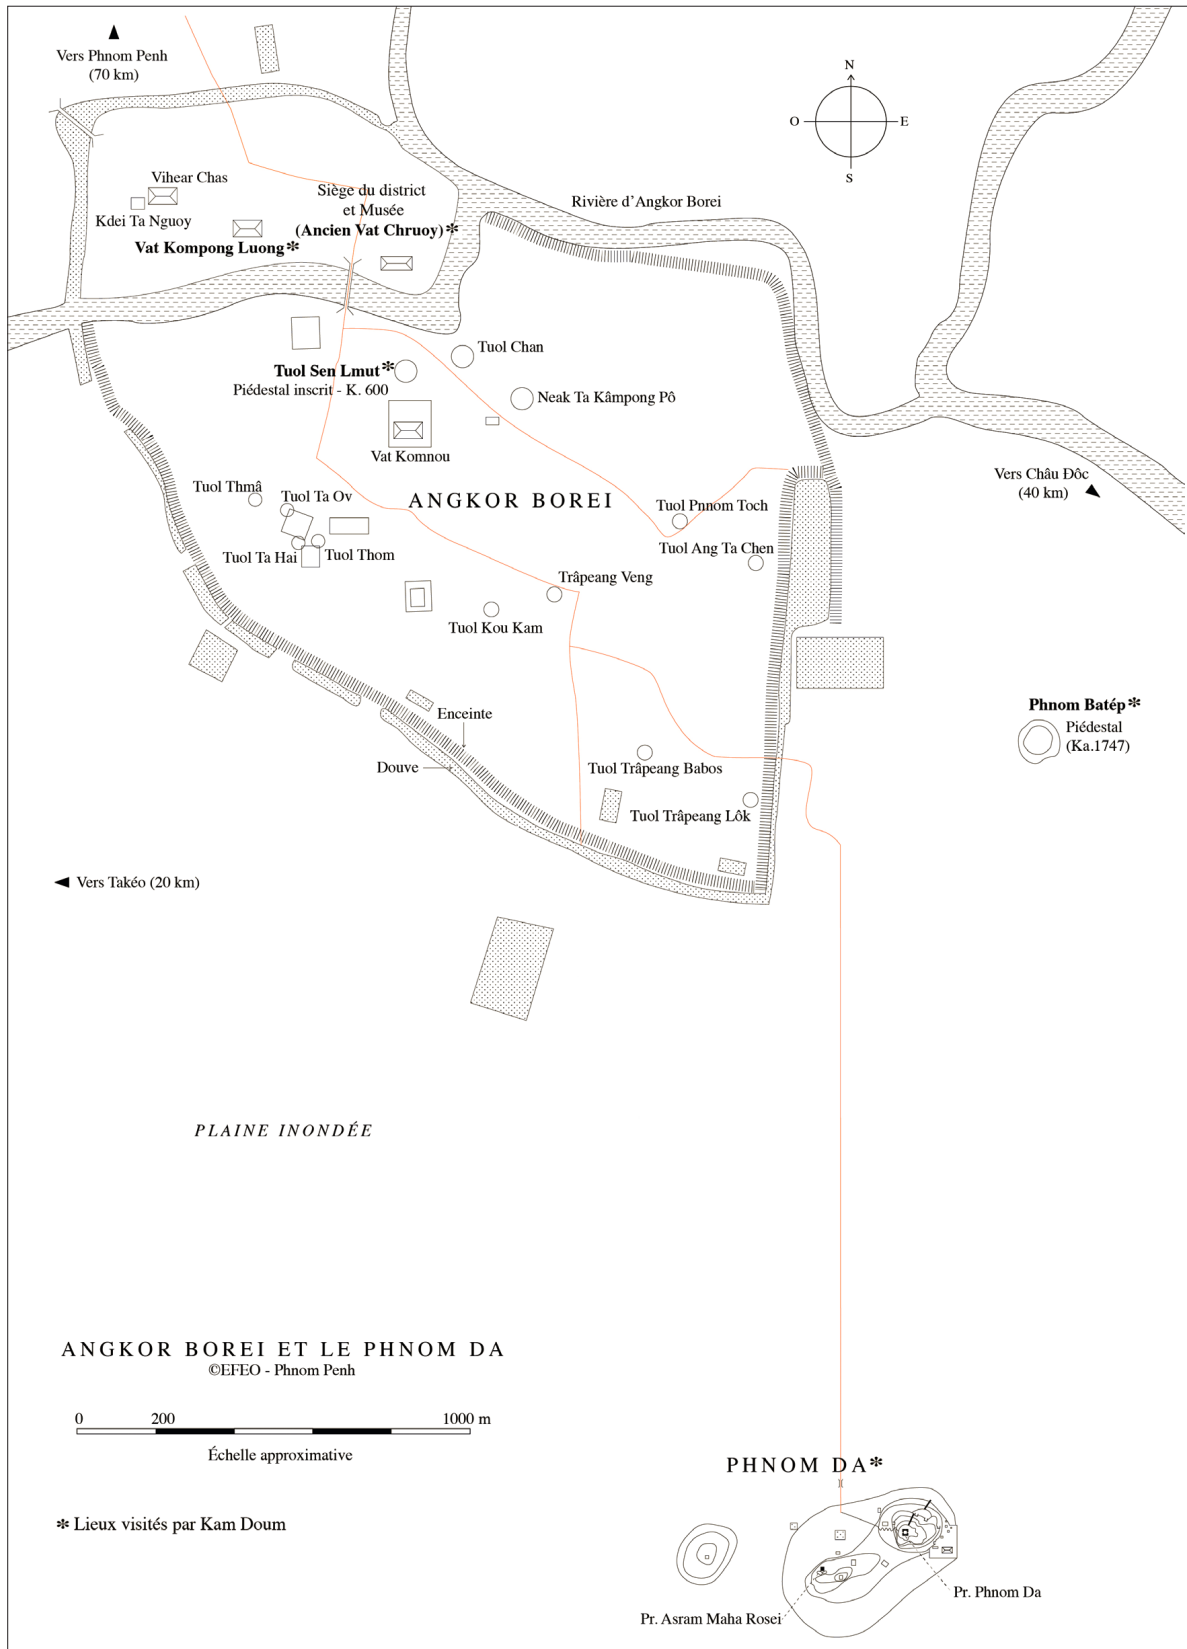 Vers Phnom Penh
(70 km)
N
O
E
S
Vihear Chas
Kdei Ta Nguoy
Vat Kompong Luong*
Siège du district
et Musée
(Ancien Vat Chruoy)*
Rivière d'Angkor Borei
Tuol Chan
Tuol Sen Lmut*
Piédestal inscrit - K. 600
Neak Ta Kâmpong Pô
Vat Komnou
Vers Châu Đôc
(40 km)
ANGKOR BOREI
Tuol Thmâ
Tuol Ta Ov
Tuol Ta Hai
Tuol Thom
Tuol Pnnom Toch
Tuol Ang Ta Chen
Trâpeang Veng
Tuol Kou Kam
Enceinte
Douve
Phnom Batép*
Piédestal
(Ka.1747)
Tuol Trâpeang Babos
Tuol Trâpeang Lôk
Vers Takéo (20 km)
PLAINE INONDÉE
ANGKOR BOREI ET LE PHNOM DA
©EFEO - Phnom Penh
0 200 1000 m
Échelle approximative
* Lieux visités par Kam Doum
PHNOM DA*
Pr. Phnom Da
Pr. Asram Maha Rosei